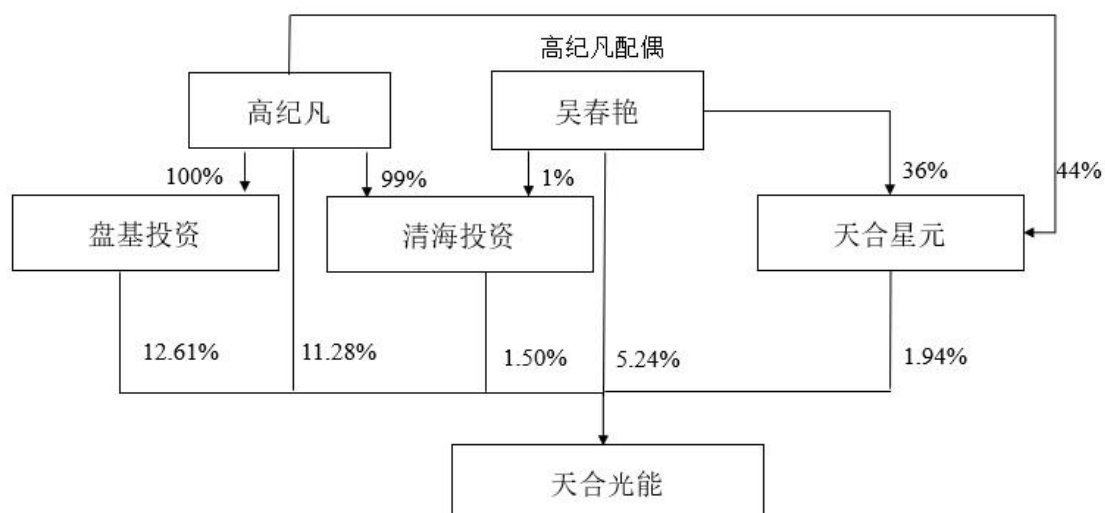 高纪凡配偶
高纪凡
吴春艳
100%
99%
1%
36%
44%
盘基投资
清海投资
天合星元
12.61%
11.28%
1.50%
5.24%
1.94%
天合光能